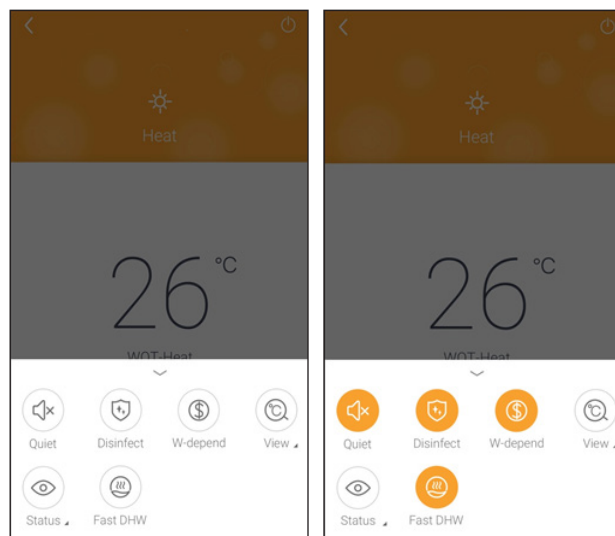 Heat
26 °C
WOT-Heat
Quiet Disinfect W-depend View
Status Fast DHW
Heat
26 °C
WOT-Heat
Quiet Disinfect W-depend View
Status Fast DHW